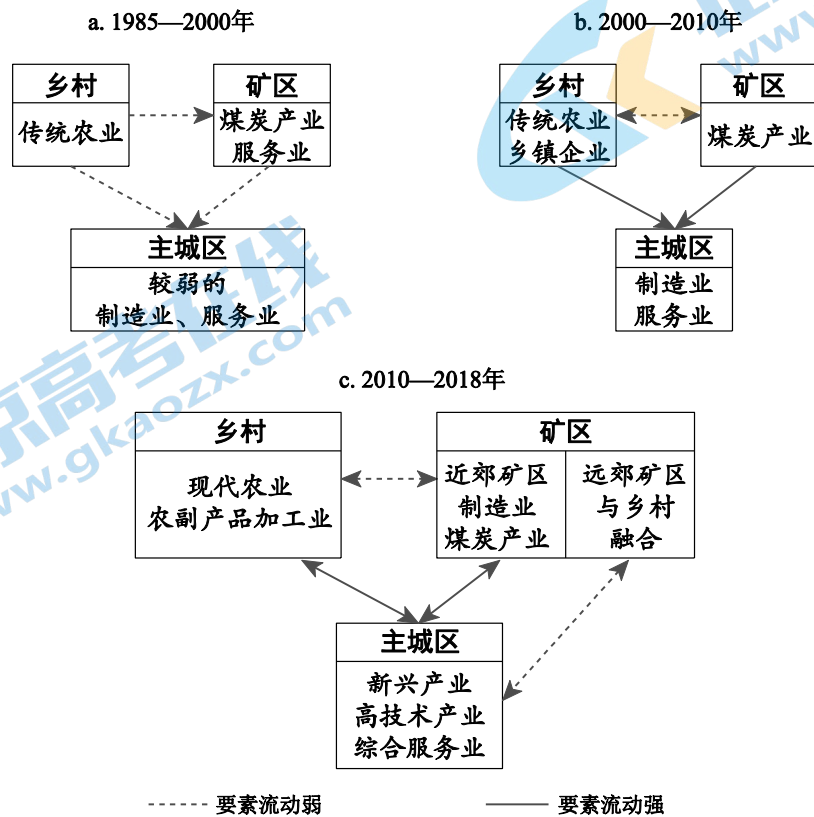 a. 1985—2000年
乡村
传统农业
矿区
煤炭产业
服务业
主城区
较弱的
制造业、服务业
b. 2000—2010年
乡村
传统农业
乡镇企业
矿区
煤炭产业
主城区
制造业
服务业
c. 2010—2018年
乡村
现代农业
农副产品加工业
矿区
近郊矿区
制造业
煤炭产业
远郊矿区
与乡村
融合
主城区
新兴产业
高技术产业
综合服务业
要素流动弱
要素流动强
京高考在线
www.gkaozx.com
www.